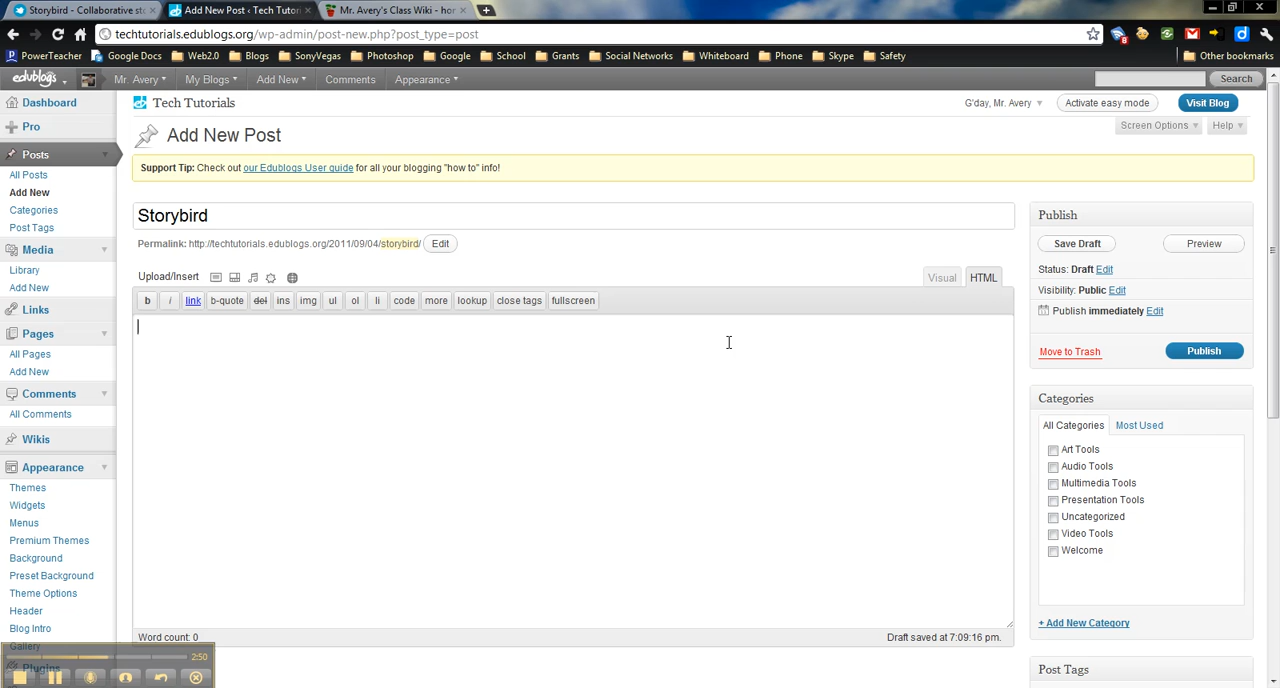 Storybird - Collaborative sto
Add New Post ‹ Tech Tutori
Mr. Avery's Class Wiki - hor
techtutorials.edublogs.org/wp-admin/post-new.php?post_type=post
PowerTeacher Google Docs Web2.0 Blogs SonyVegas Photoshop Google School Grants Social Networks Whiteboard Phone Skype Safety Other bookmarks
edublogs Mr. Avery My Blogs Add New Comments Appearance Search
Dashboard
Pro
Posts
All Posts
Add New
Categories
Post Tags
Media
Library
Add New
Links
Pages
All Pages
Add New
Comments
All Comments
Wikis
Appearance
Themes
Widgets
Menus
Premium Themes
Background
Preset Background
Theme Options
Header
Blog Intro
Gallery
Plugins
2:50
Tech Tutorials
G'day, Mr. Avery Activate easy mode Visit Blog
Screen Options Help
Add New Post
Support Tip: Check out our Edublogs User guide for all your blogging "how to" info!
Storybird
Permalink: http://techtutorials.edublogs.org/2011/09/04/storybird/ Edit
Upload/Insert
Visual HTML
b i link b-quote del ins img ul ol li code more lookup close tags fullscreen
Word count: 0
Draft saved at 7:09:16 pm.
Publish
Save Draft Preview
Status: Draft Edit
Visibility: Public Edit
Publish immediately Edit
Move to Trash Publish
Categories
All Categories Most Used
Art Tools
Audio Tools
Multimedia Tools
Presentation Tools
Uncategorized
Video Tools
Welcome
+ Add New Category
Post Tags